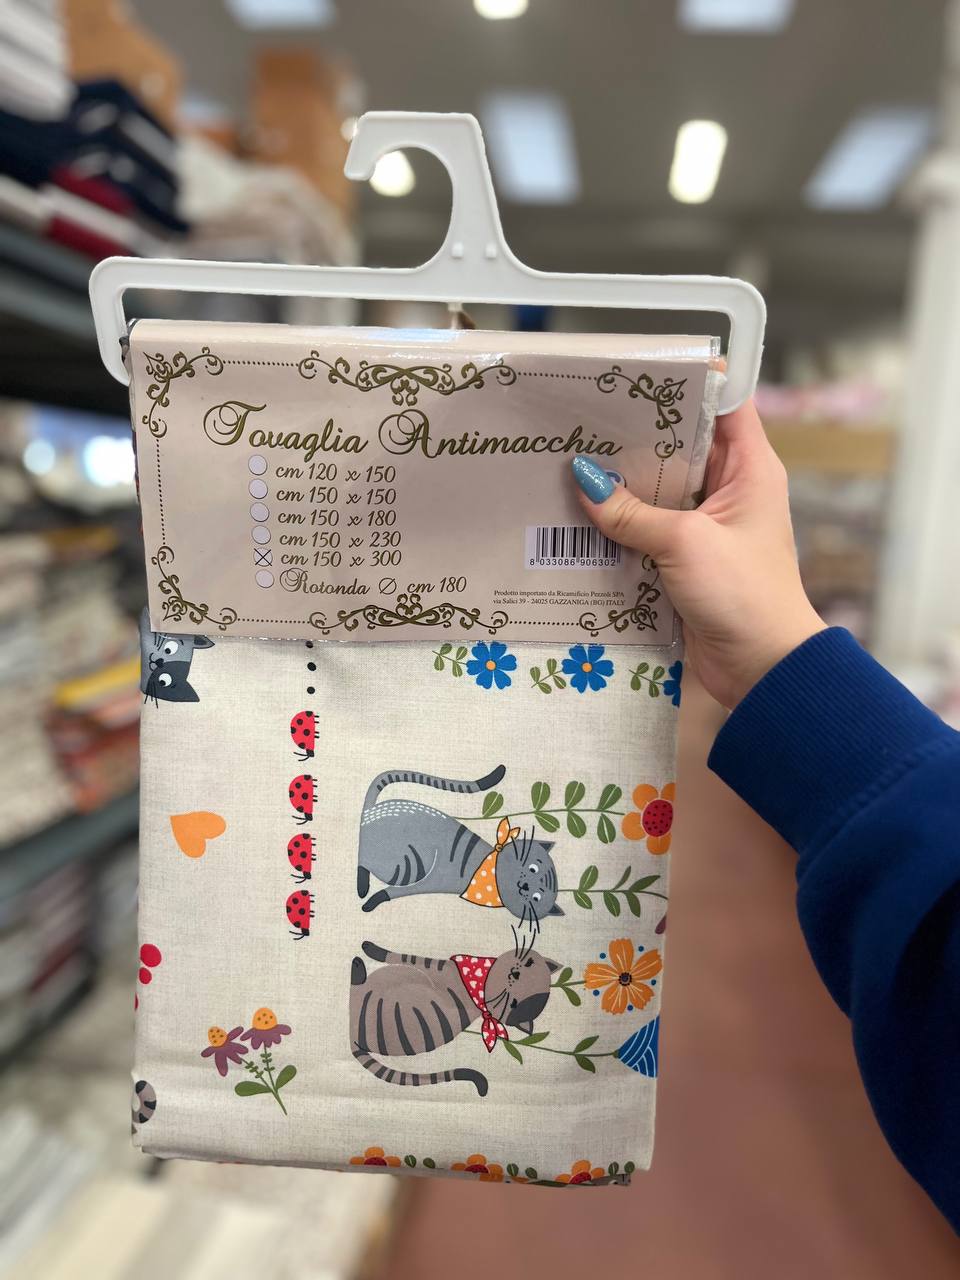 Tovaglia Antimacchia
cm 120 x 150
cm 150 x 150
cm 150 x 180
cm 150 x 230
cm 150 x 300
Rotonda Ø cm 180
8 033086 906302
Prodotto importato da Ricamificio Pezzoli SPA
via Salici 39 - 24025 GAZZANIGA (BG) ITALY